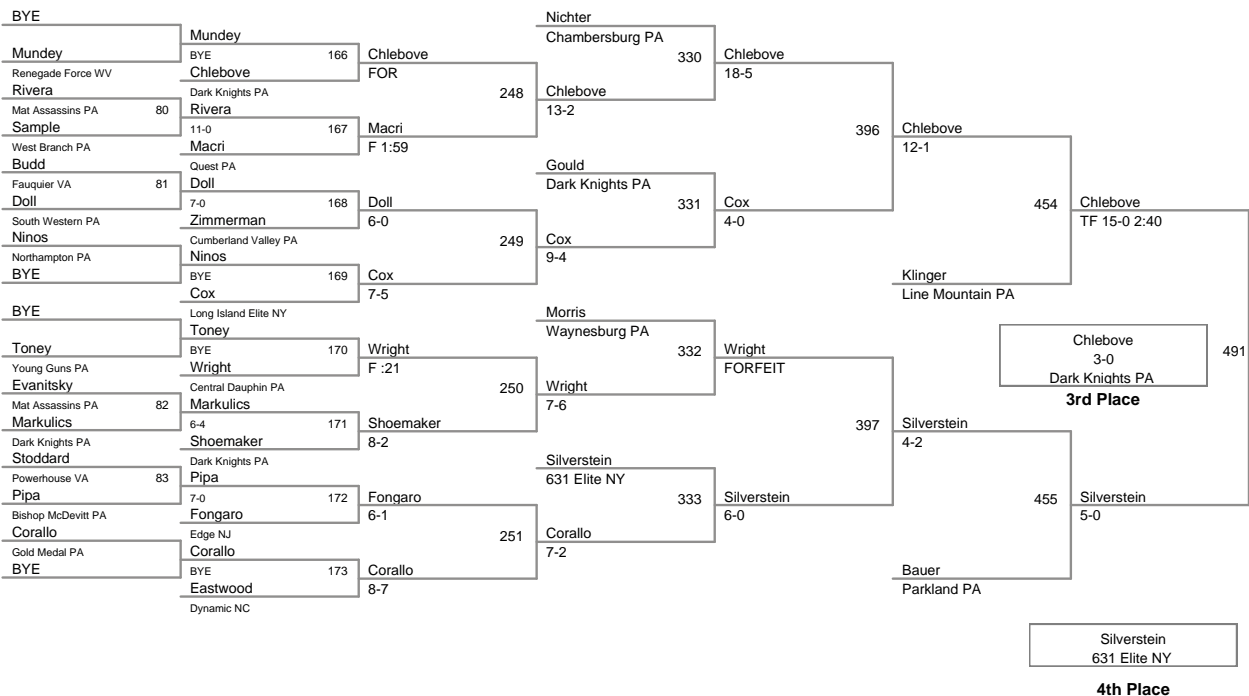 BYE
Mundey
Renegade Force WV
Rivera
Mat Assassins PA
80
Sample
West Branch PA
Budd
Fauquier VA
81
Doll
South Western PA
Ninos
Northampton PA
BYE
BYE
Toney
Young Guns PA
Evanitsky
Mat Assassins PA
82
Markulics
Dark Knights PA
Stoddard
Powerhouse VA
83
Pipa
Bishop McDevitt PA
Corallo
Gold Medal PA
BYE
Mundey
BYE
166
Chlebove
Dark Knights PA
Rivera
11-0
167
Macri
Quest PA
Doll
7-0
168
Zimmerman
Cumberland Valley PA
Ninos
BYE
169
Cox
Long Island Elite NY
Toney
BYE
170
Wright
Central Dauphin PA
Markulics
6-4
171
Shoemaker
Dark Knights PA
Pipa
7-0
172
Fongaro
Edge NJ
Corallo
BYE
173
Eastwood
Dynamic NC
Chlebove
FOR
248
Macri
F 1:59
Doll
6-0
249
Cox
7-5
Wright
F :21
250
Shoemaker
8-2
Fongaro
6-1
251
Corallo
8-7
Nichter
Chambersburg PA
330
Chlebove
13-2
Gould
Dark Knights PA
331
Cox
9-4
Morris
Waynesburg PA
332
Wright
7-6
Silverstein
631 Elite NY
333
Corallo
7-2
Chlebove
18-5
396
Cox
4-0
Wright
FORFEIT
397
Silverstein
6-0
Chlebove
12-1
454
Klinger
Line Mountain PA
Silverstein
4-2
455
Bauer
Parkland PA
Chlebove
TF 15-0 2:40
491
Silverstein
5-0
Chlebove
3-0
Dark Knights PA
3rd Place
Silverstein
631 Elite NY
4th Place